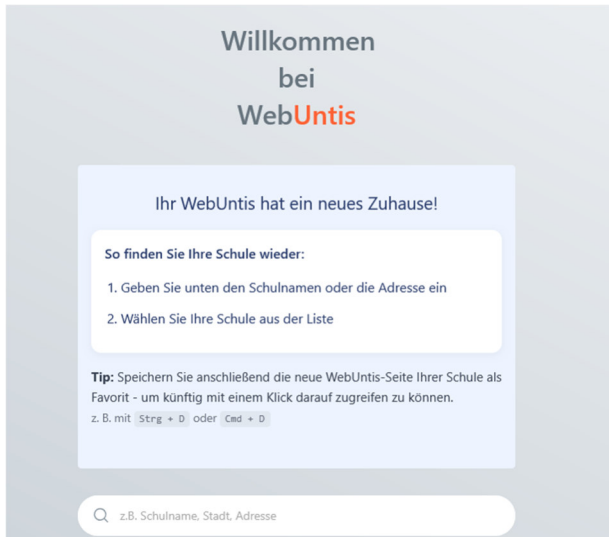 Willkommen
bei
WebUntis
Ihr WebUntis hat ein neues Zuhause!
So finden Sie Ihre Schule wieder:
1. Geben Sie unten den Schulnamen oder die Adresse ein
2. Wählen Sie Ihre Schule aus der Liste
Tip: Speichern Sie anschließend die neue WebUntis-Seite Ihrer Schule als
Favorit - um künftig mit einem Klick darauf zugreifen zu können.
z. B. mit Strg + D oder Cmd + D
z.B. Schulname, Stadt, Adresse